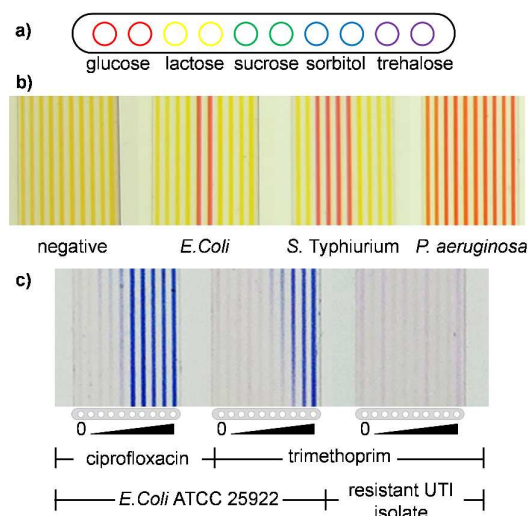 a)
glucose lactose sucrose sorbitol trehalose
b)
negative E.Coli S. Typhiurium P. aeruginosa
c)
0 0 0
ciprofloxacin trimethoprim
E.Coli ATCC 25922 resistant UTI
isolate